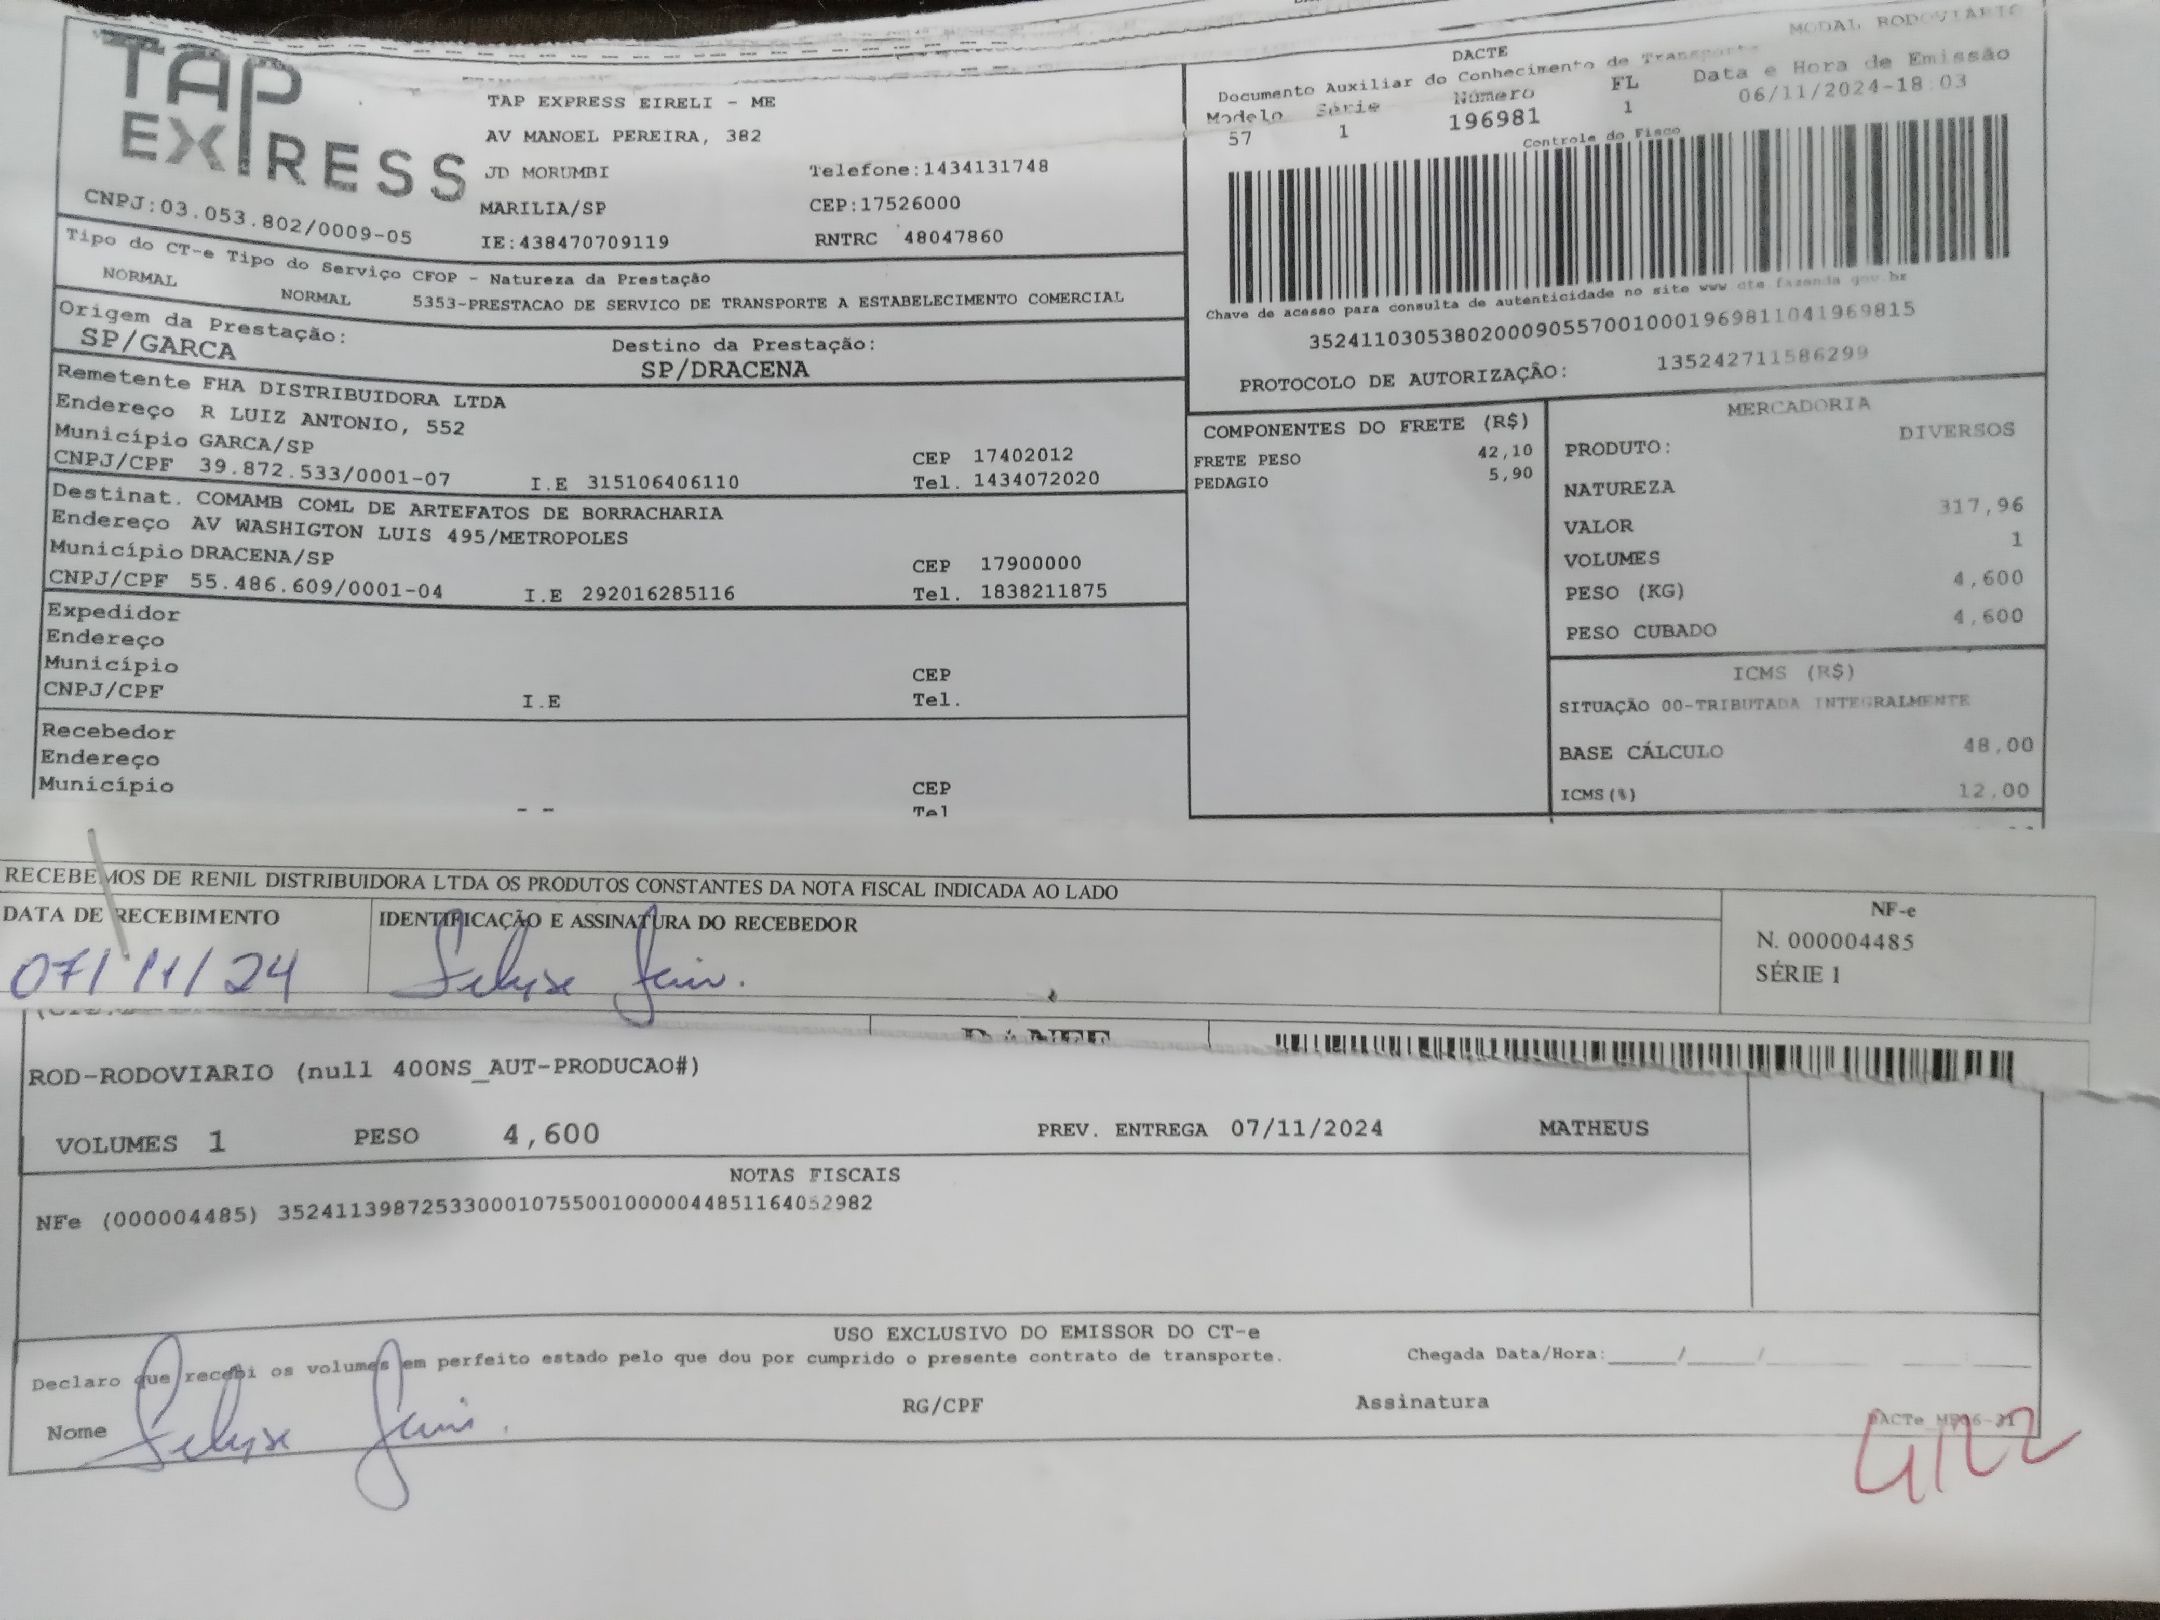 MODAL RODOVIARIO
TAP
EXPRESS
CNPJ:03.053.802/0009-05
TAP EXPRESS EIRELI - ME
AV MANOEL PEREIRA, 382
JD MORUMBI Telefone:1434131748
MARILIA/SP CEP:17526000
IE:438470709119 RNTRC 48047860
DACTE
Documento Auxiliar do Conhecimento de Transporte
Modelo Série Número FL Data e Hora de Emissão
57 1 196981 1 06/11/2024-18:03
Controle do Fisco
Chave de acesso para consulta de autenticidade no site www.cte.fazenda.gov.br
35241103053802000905570010001969811041969815
PROTOCOLO DE AUTORIZAÇÃO: 135242711586299
Tipo do CT-e Tipo do Serviço CFOP - Natureza da Prestação
NORMAL NORMAL 5353-PRESTACAO DE SERVICO DE TRANSPORTE A ESTABELECIMENTO COMERCIAL
Origem da Prestação: Destino da Prestação:
SP/GARCA SP/DRACENA
Remetente FHA DISTRIBUIDORA LTDA
Endereço R LUIZ ANTONIO, 552
Município GARCA/SP CEP 17402012
CNPJ/CPF 39.872.533/0001-07 I.E 315106406110 Tel. 1434072020
Destinat. COMAMB COML DE ARTEFATOS DE BORRACHARIA
Endereço AV WASHIGTON LUIS 495/METROPOLES
Município DRACENA/SP CEP 17900000
CNPJ/CPF 55.486.609/0001-04 I.E 292016285116 Tel. 1838211875
Expedidor
Endereço
Município CEP
CNPJ/CPF I.E Tel.
Recebedor
Endereço
Município CEP
Tel
COMPONENTES DO FRETE (R$)
FRETE PESO 42,10
PEDAGIO 5,90
MERCADORIA
PRODUTO: DIVERSOS
NATUREZA
VALOR 317,96
VOLUMES 1
PESO (KG) 4,600
PESO CUBADO 4,600
ICMS (R$)
SITUAÇÃO 00-TRIBUTADA INTEGRALMENTE
BASE CÁLCULO 48,00
ICMS(%) 12,00
RECEBEMOS DE RENIL DISTRIBUIDORA LTDA OS PRODUTOS CONSTANTES DA NOTA FISCAL INDICADA AO LADO
DATA DE RECEBIMENTO IDENTIFICAÇÃO E ASSINATURA DO RECEBEDOR
07/11/24
NF-e
N. 000004485
SÉRIE 1
DANFE
ROD-RODOVIARIO (null 400NS_AUT-PRODUCAO#)
VOLUMES 1 PESO 4,600 PREV. ENTREGA 07/11/2024 MATHEUS
NOTAS FISCAIS
NFe (000004485) 35241139872533000107550010000044851164052982
USO EXCLUSIVO DO EMISSOR DO CT-e
Declaro que recebi os volumes em perfeito estado pelo que dou por cumprido o presente contrato de transporte. Chegada Data/Hora:_____/_____/_____ _____
Nome RG/CPF Assinatura